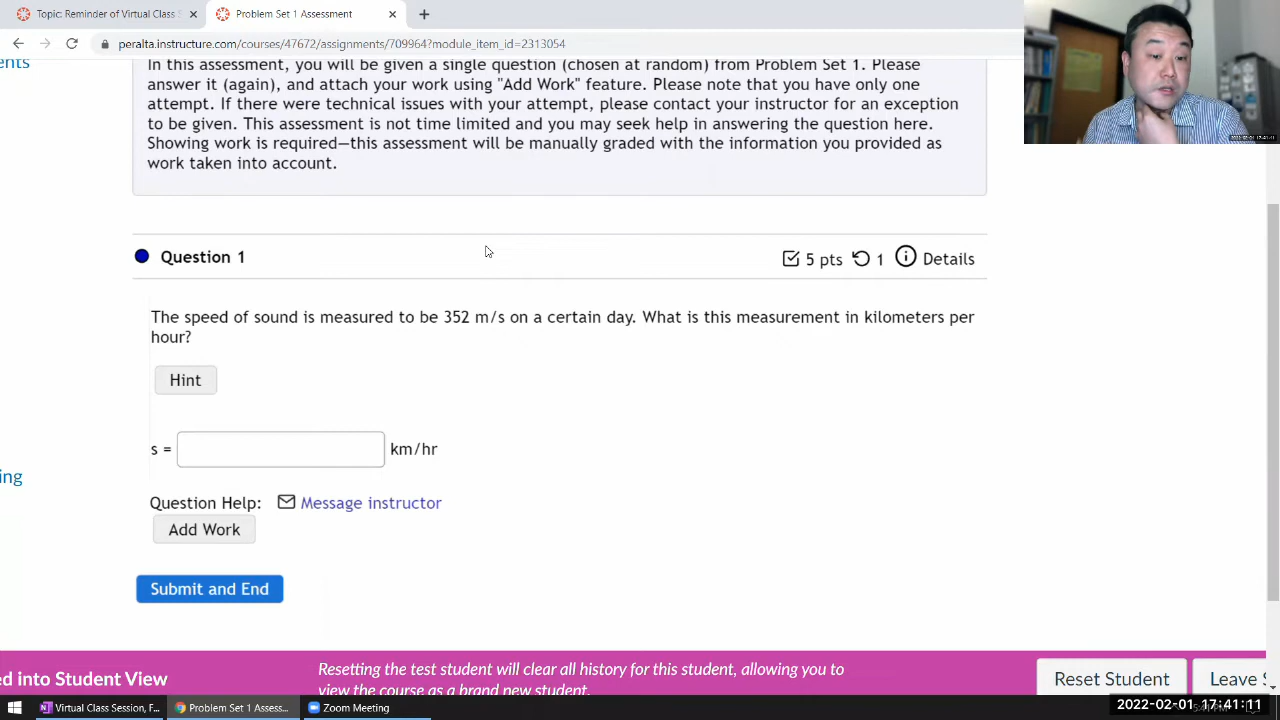 Topic: Reminder of Virtual Class S
Problem Set 1 Assessment
peralta.instructure.com/courses/47672/assignments/709964?module_item_id=2313054
ents
In this assessment, you will be given a single question (chosen at random) from Problem Set 1. Please
answer it (again), and attach your work using "Add Work" feature. Please note that you have only one
attempt. If there were technical issues with your attempt, please contact your instructor for an exception
to be given. This assessment is not time limited and you may seek help in answering the question here.
Showing work is required—this assessment will be manually graded with the information you provided as
work taken into account.
Question 1
5 pts 1 Details
The speed of sound is measured to be 352 m/s on a certain day. What is this measurement in kilometers per
hour?
Hint
s = km/hr
ing
Question Help: Message instructor
Add Work
Submit and End
ed into Student View
Resetting the test student will clear all history for this student, allowing you to
view the course as a brand new student.
Reset Student
Leave S
Virtual Class Session, F...
Problem Set 1 Assess...
Zoom Meeting
2022-02-01 17:41:11
2022-02-01 17:41:11